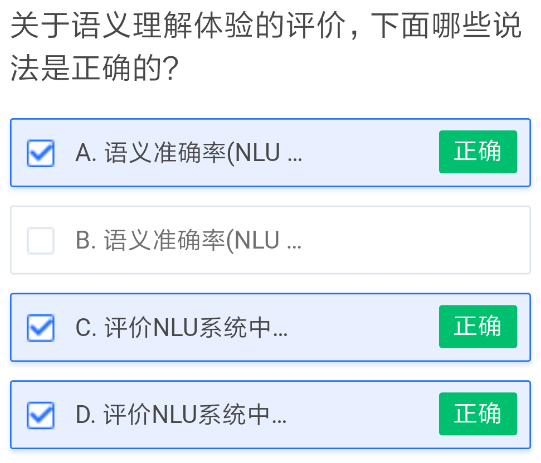 关于语义理解体验的评价，下面哪些说
法是正确的？
A. 语义准确率(NLU ... 正确
B. 语义准确率(NLU ...
C. 评价NLU系统中... 正确
D. 评价NLU系统中... 正确